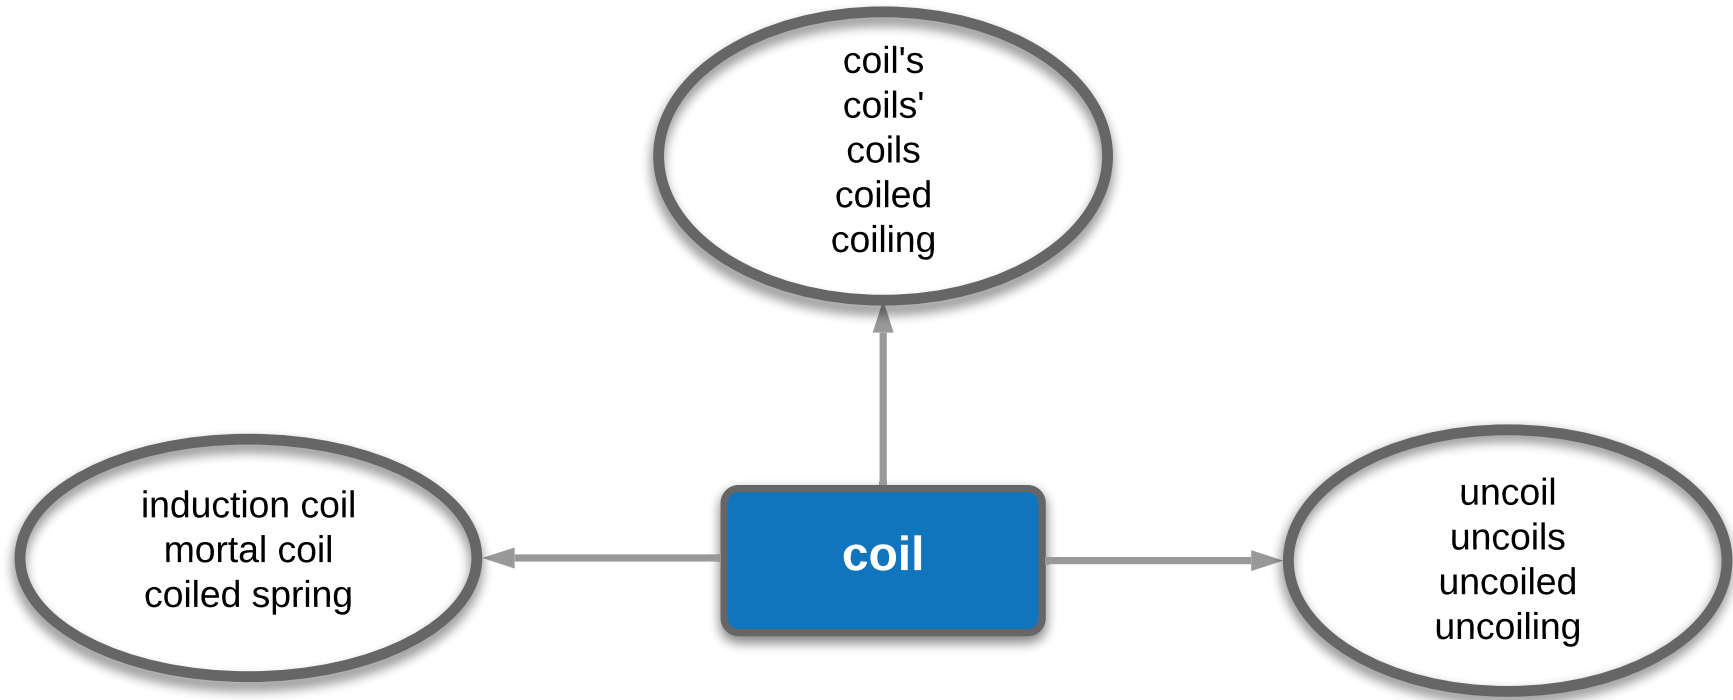 coil's
coils'
coils
coiled
coiling
induction coil
mortal coil
coiled spring
coil
uncoil
uncoils
uncoiled
uncoiling